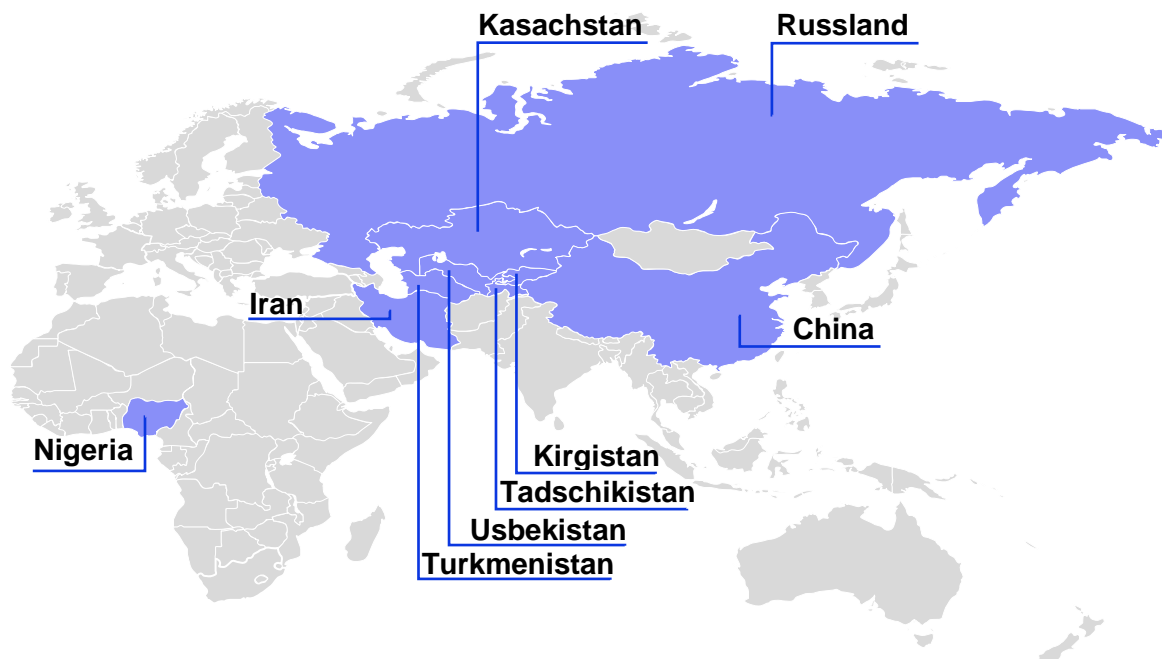 Kasachstan
Russland
Iran
China
Nigeria
Kirgistan
Tadschikistan
Usbekistan
Turkmenistan